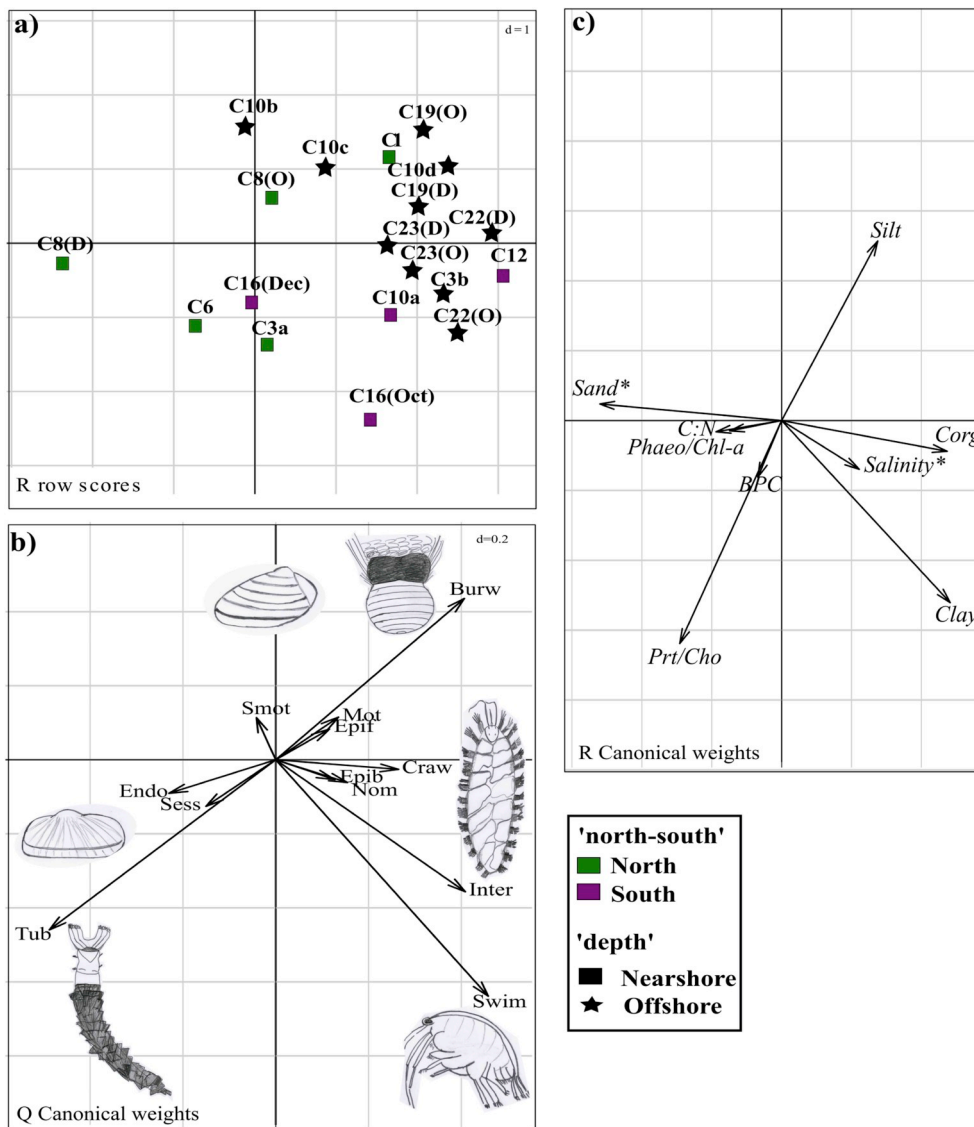 a)
d = 1
C10b
C19(O)
C1
C10c
C10d
C8(O)
C19(D)
C22(D)
C23(D)
C8(D)
C23(O)
C12
C16(Dec)
C3b
C6
C10a
C3a
C22(O)
C16(Oct)
R row scores
b)
d=0.2
Burw
Smot
Mot
Epif
Craw
Epib
Nom
Endo
Sess
Inter
Tub
Swim
Q Canonical weights
c)
Silt
Sand*
C:N
Phaeo/Chl-a
Corg
Salinity*
BPC
Clay
Prt/Cho
R Canonical weights
'north-south'
North
South
'depth'
Nearshore
Offshore